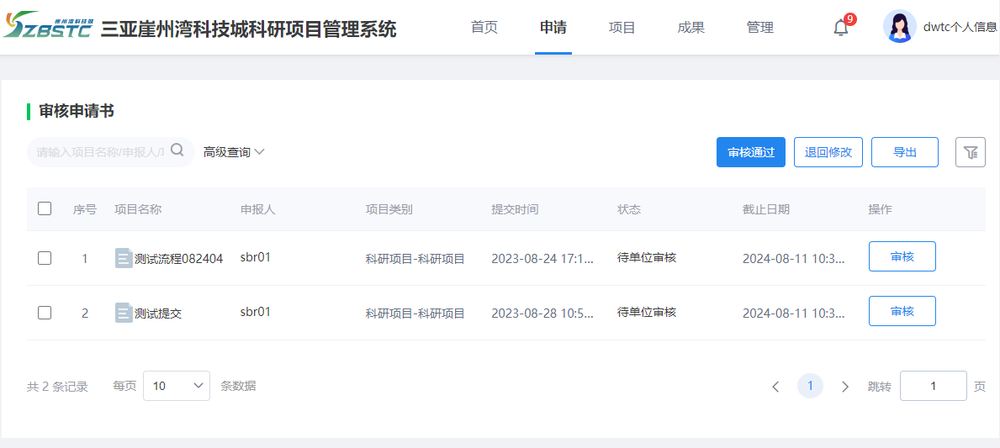 崖州湾科技城
YZBSTC 三亚崖州湾科技城科研项目管理系统 首页 申请 项目 成果 管理 9 dwtc个人信息
审核申请书
请输入项目名称/申报人/ 高级查询 审核通过 退回修改 导出
序号 项目名称 申报人 项目类别 提交时间 状态 截止日期 操作
1 测试流程082404 sbr01 科研项目-科研项目 2023-08-24 17:1... 待单位审核 2024-08-11 10:3... 审核
2 测试提交 sbr01 科研项目-科研项目 2023-08-28 10:5... 待单位审核 2024-08-11 10:3... 审核
共 2 条记录 每页 10 条数据 1 跳转 1 页